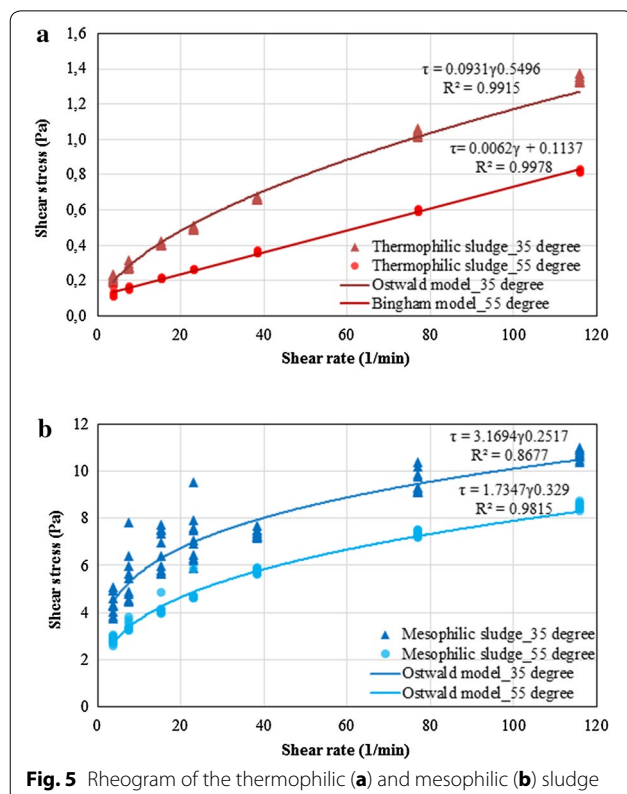 a
1,6
1,4
1,2
1,0
0,8
0,6
0,4
0,2
0,0
Shear stress (Pa)
τ = 0.0931γ0.5496
R² = 0.9915
τ= 0.0062γ + 0.1137
R² = 0.9978
Thermophilic sludge_35 degree
Thermophilic sludge_55 degree
Ostwald model_35 degree
Bingham model_55 degree
0 20 40 60 80 100 120
Shear rate (1/min)
b
12
10
8
6
4
2
0
Shear stress (Pa)
τ = 3.1694γ0.2517
R² = 0.8677
τ = 1.7347γ0.329
R² = 0.9815
Mesophilic sludge_35 degree
Mesophilic sludge_55 degree
Ostwald model_35 degree
Ostwald model_55 degree
0 20 40 60 80 100 120
Shear rate (1/min)
Fig. 5 Rheogram of the thermophilic (a) and mesophilic (b) sludge